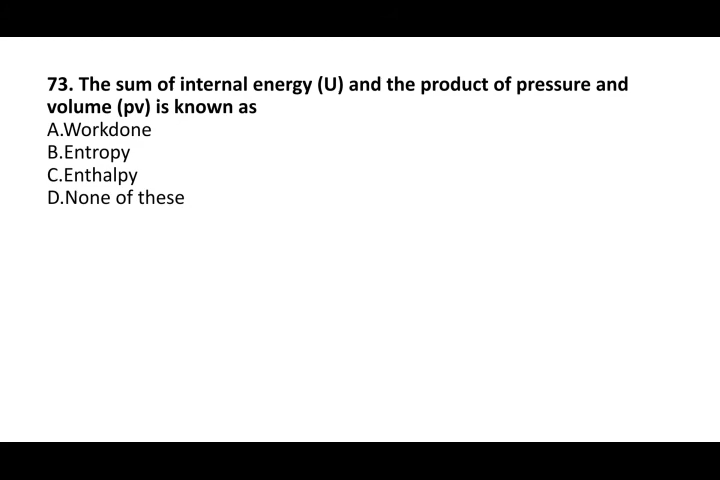 73. The sum of internal energy (U) and the product of pressure and
volume (pv) is known as
A.Workdone
B.Entropy
C.Enthalpy
D.None of these